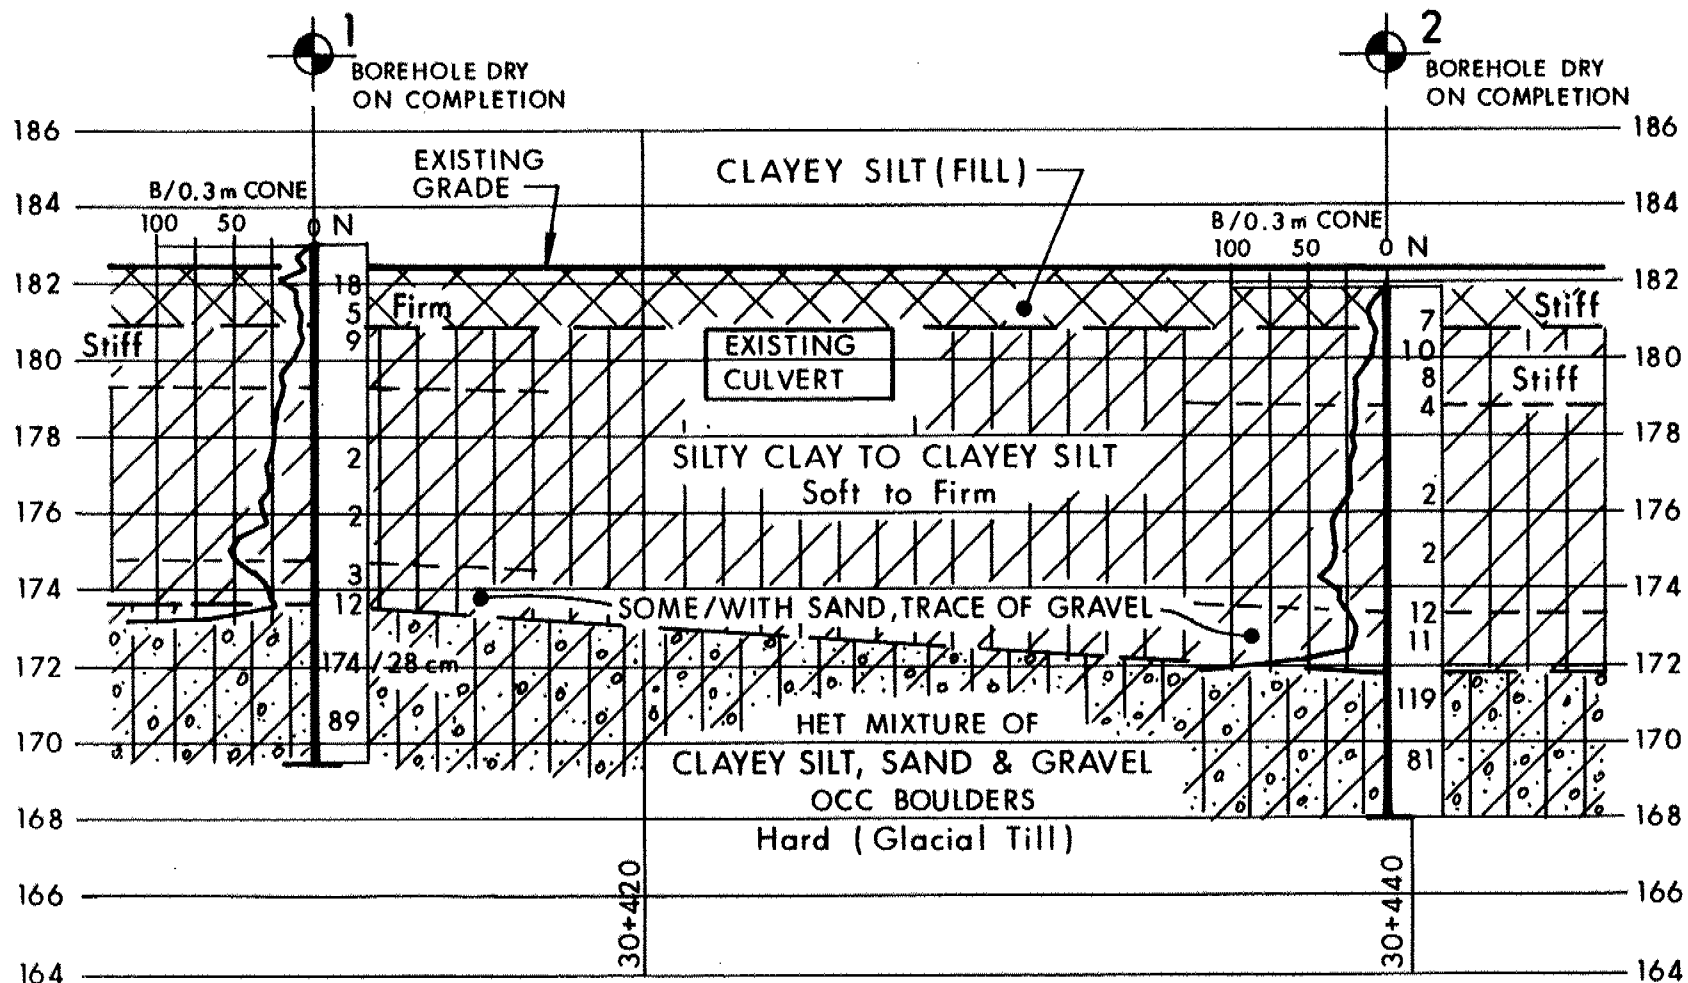 1
BOREHOLE DRY
ON COMPLETION
2
BOREHOLE DRY
ON COMPLETION
186
186
EXISTING
GRADE
CLAYEY SILT (FILL)
184
184
B/0.3m CONE
100 50 0 N
B/0.3m CONE
100 50 0 N
182
182
18
5
9
Firm
Stiff
7
10
8
4
Stiff
Stiff
EXISTING
CULVERT
180
180
178
178
SILTY CLAY TO CLAYEY SILT
Soft to Firm
2
2
3
12
2
2
12
11
176
176
174
174
SOME/WITH SAND, TRACE OF GRAVEL
172
172
174/28 cm
89
119
81
HET MIXTURE OF
CLAYEY SILT, SAND & GRAVEL
OCC BOULDERS
Hard (Glacial Till)
170
170
168
168
30+420
30+440
166
166
164
164